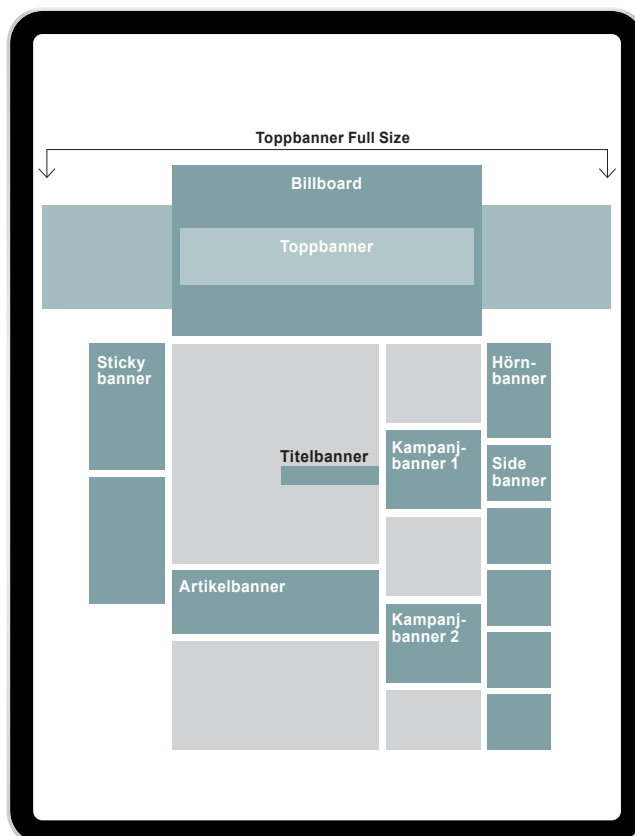 Toppbanner Full Size
Billboard
Toppbanner
Sticky
banner
Hörn-
banner
Titelbanner
Kampanj-
banner 1
Side
banner
Artikelbanner
Kampanj-
banner 2